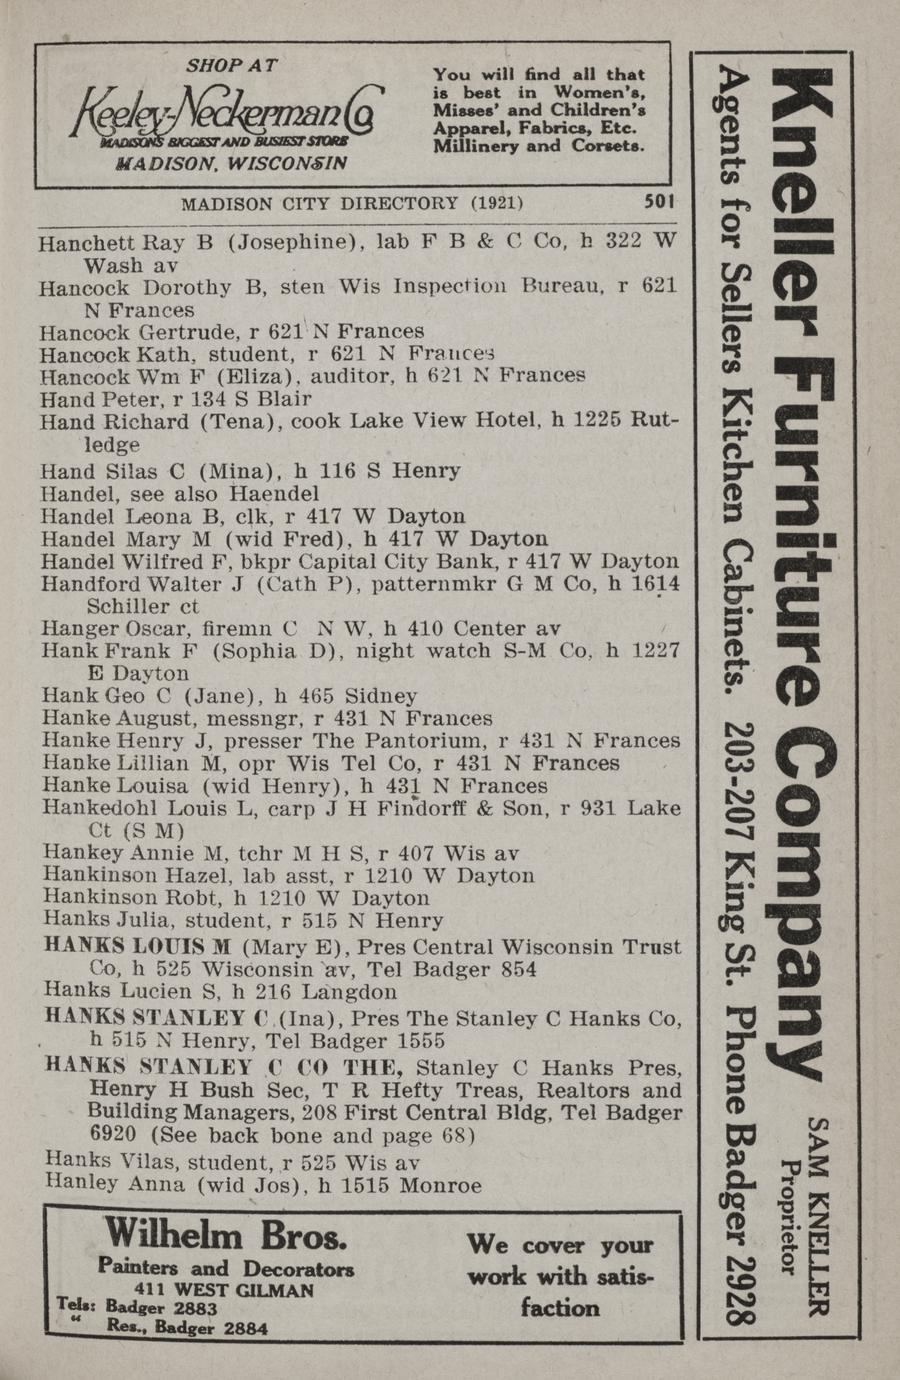 SHOP AT
Keeley-Neckerman Co
MADISON'S BIGGEST AND BUSIEST STORE
MADISON, WISCONSIN
You will find all that
is best in Women's,
Misses' and Children's
Apparel, Fabrics, Etc.
Millinery and Corsets.
MADISON CITY DIRECTORY (1921) 501
Hanchett Ray B (Josephine), lab F B & C Co, h 322 W
Wash av
Hancock Dorothy B, sten Wis Inspection Bureau, r 621
N Frances
Hancock Gertrude, r 621 N Frances
Hancock Kath, student, r 621 N Frances
Hancock Wm F (Eliza), auditor, h 621 N Frances
Hand Peter, r 134 S Blair
Hand Richard (Tena), cook Lake View Hotel, h 1225 Rut-
ledge
Hand Silas C (Mina), h 116 S Henry
Handel, see also Haendel
Handel Leona B, clk, r 417 W Dayton
Handel Mary M (wid Fred), h 417 W Dayton
Handel Wilfred F, bkpr Capital City Bank, r 417 W Dayton
Handford Walter J (Cath P), patternmkr G M Co, h 1614
Schiller ct
Hanger Oscar, firemn C N W, h 410 Center av
Hank Frank F (Sophia D), night watch S-M Co, h 1227
E Dayton
Hank Geo C (Jane), h 465 Sidney
Hanke August, messngr, r 431 N Frances
Hanke Henry J, presser The Pantorium, r 431 N Frances
Hanke Lillian M, opr Wis Tel Co, r 431 N Frances
Hanke Louisa (wid Henry), h 431 N Frances
Hankedohl Louis L, carp J H Findorff & Son, r 931 Lake
Ct (S M)
Hankey Annie M, tchr M H S, r 407 Wis av
Hankinson Hazel, lab asst, r 1210 W Dayton
Hankinson Robt, h 1210 W Dayton
Hanks Julia, student, r 515 N Henry
HANKS LOUIS M (Mary E), Pres Central Wisconsin Trust
Co, h 525 Wisconsin av, Tel Badger 854
Hanks Lucien S, h 216 Langdon
HANKS STANLEY C (Ina), Pres The Stanley C Hanks Co,
h 515 N Henry, Tel Badger 1555
HANKS STANLEY C CO THE, Stanley C Hanks Pres,
Henry H Bush Sec, T R Hefty Treas, Realtors and
Building Managers, 208 First Central Bldg, Tel Badger
6920 (See back bone and page 68)
Hanks Vilas, student, r 525 Wis av
Hanley Anna (wid Jos), h 1515 Monroe
Wilhelm Bros.
Painters and Decorators
411 WEST GILMAN
Tels: Badger 2883
" Res., Badger 2884
We cover your
work with satis-
faction
Kneller Furniture Company
SAM KNELLER
Proprietor
Agents for Sellers Kitchen Cabinets. 203-207 King St. Phone Badger 2928